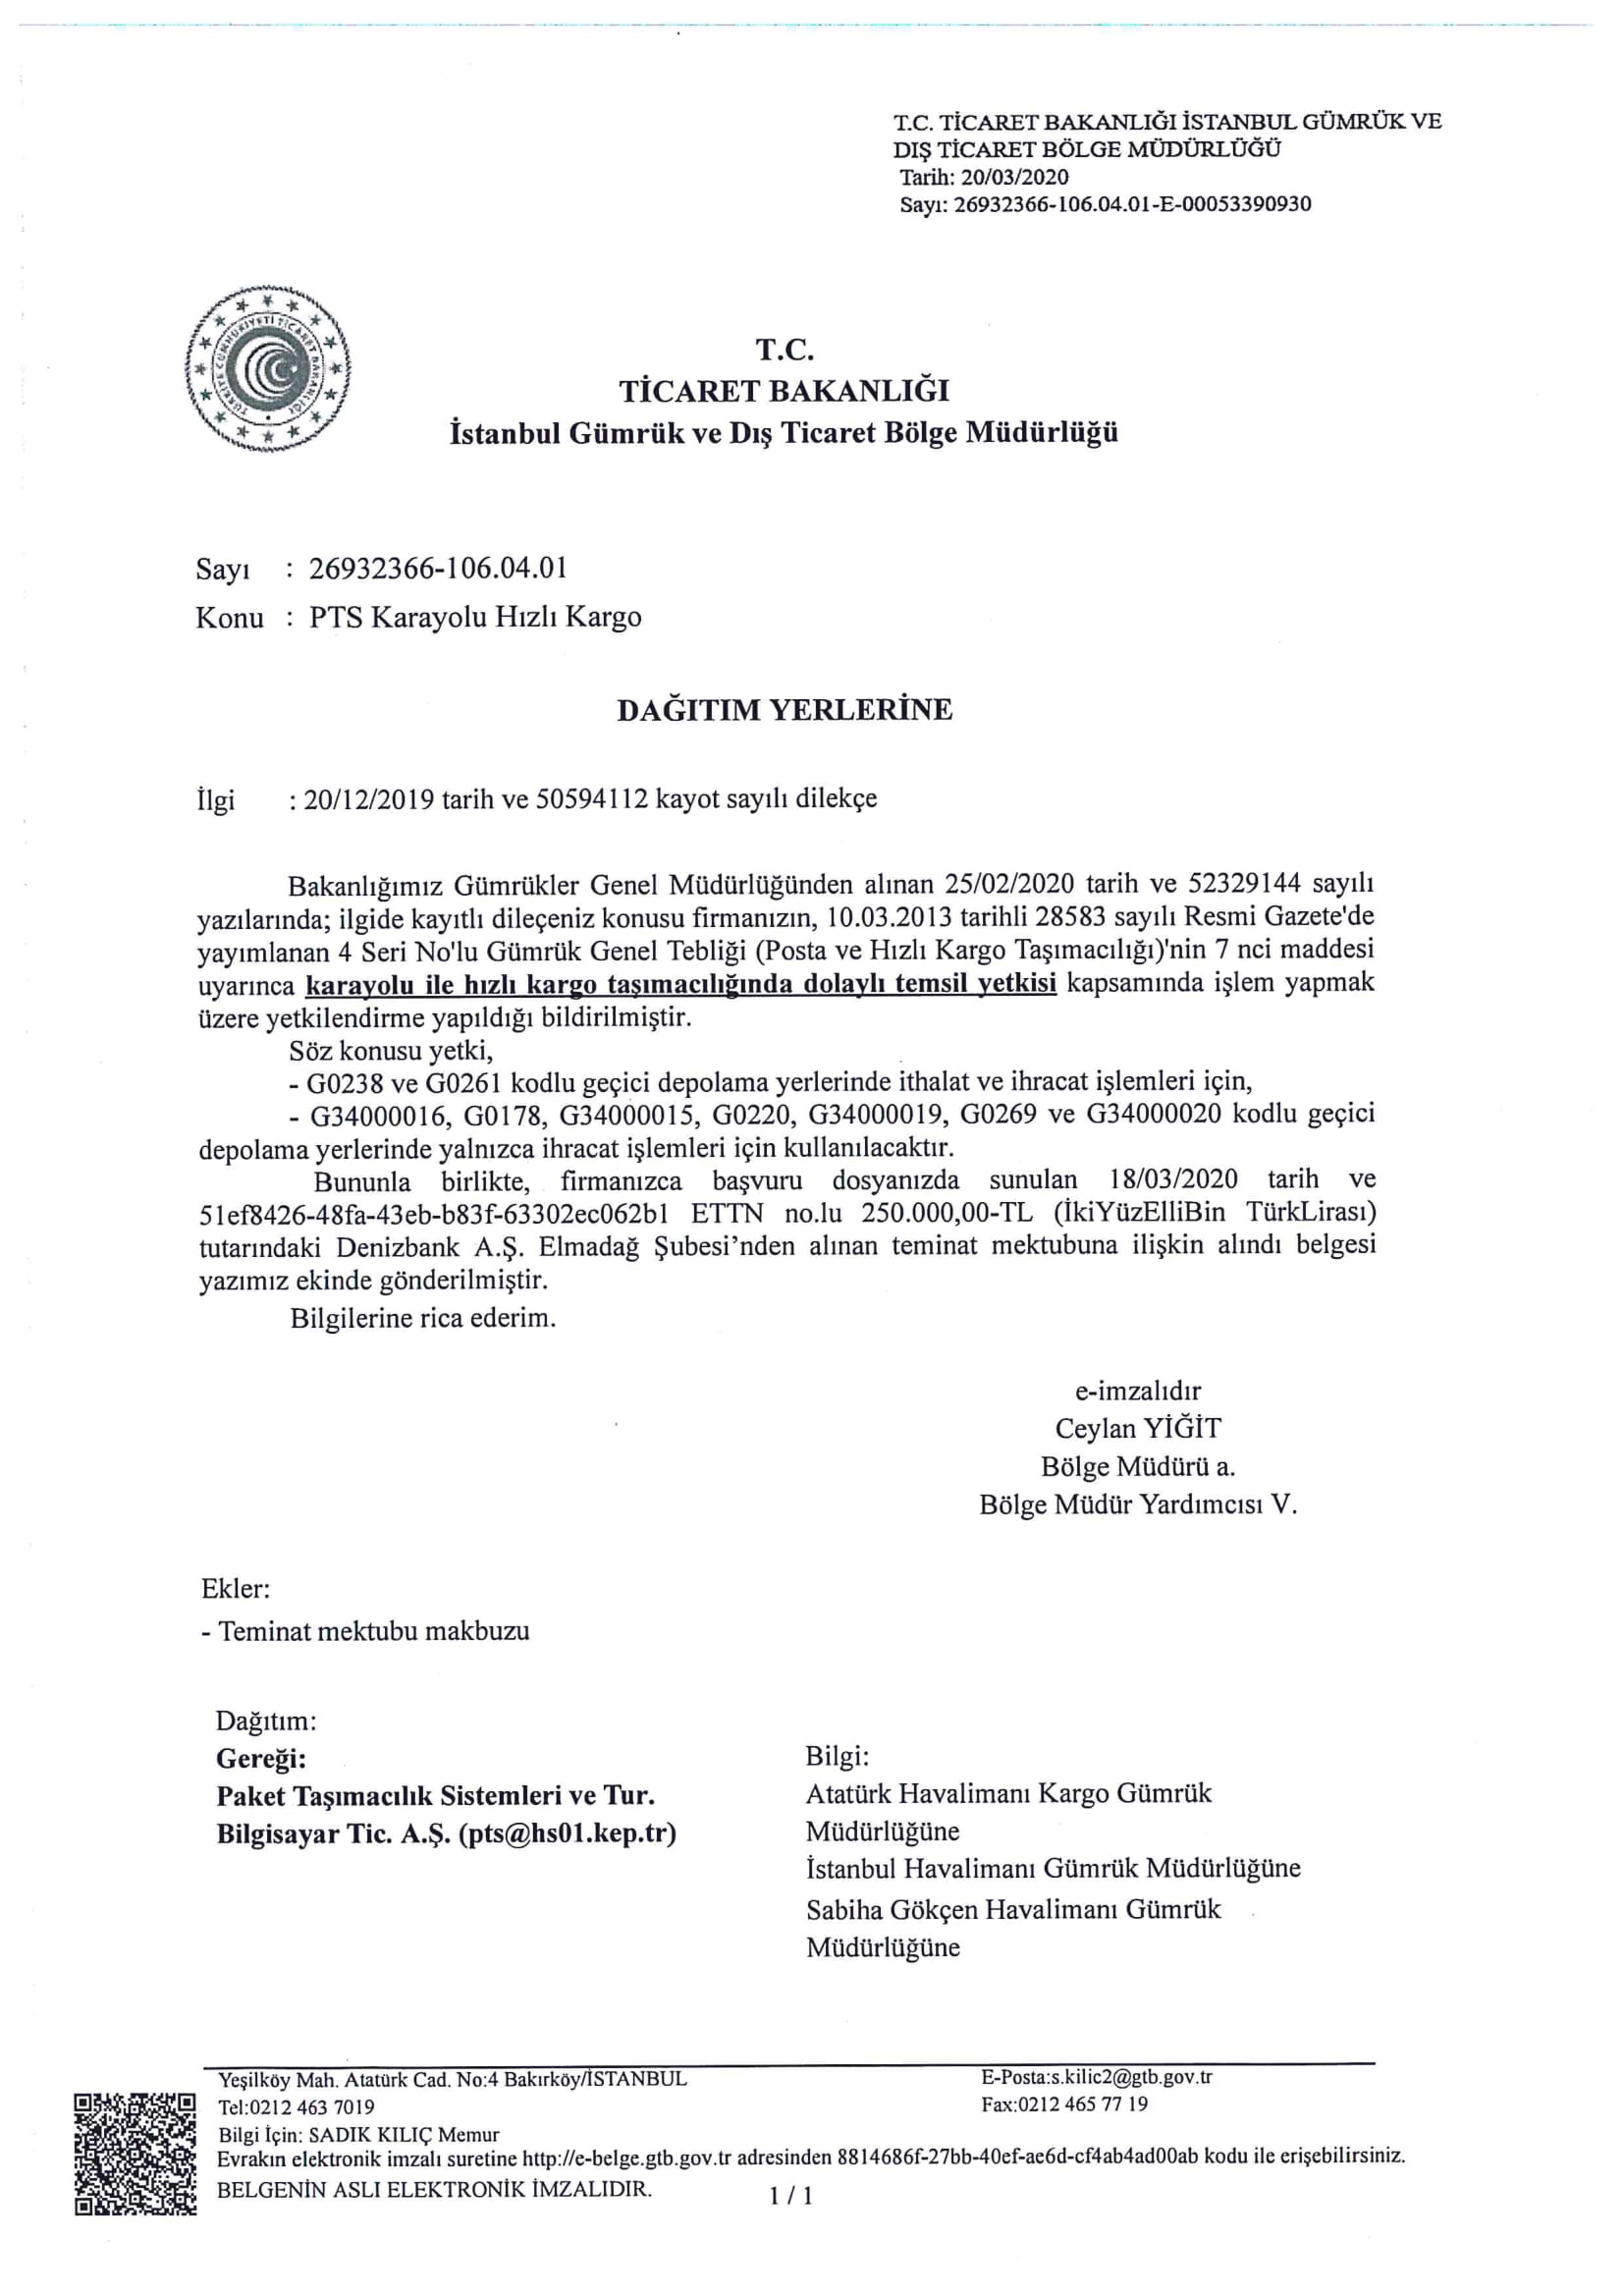 T.C. TİCARET BAKANLIĞI İSTANBUL GÜMRÜK VE
DIŞ TİCARET BÖLGE MÜDÜRLÜĞÜ
Tarih: 20/03/2020
Sayı: 26932366-106.04.01-E-00053390930
TÜRKİYE CUMHURİYETİ TİCARET BAKANLIĞI
T.C.
TİCARET BAKANLIĞI
İstanbul Gümrük ve Dış Ticaret Bölge Müdürlüğü
Sayı : 26932366-106.04.01
Konu : PTS Karayolu Hızlı Kargo
DAĞITIM YERLERİNE
İlgi : 20/12/2019 tarih ve 50594112 kayot sayılı dilekçe
Bakanlığımız Gümrükler Genel Müdürlüğünden alınan 25/02/2020 tarih ve 52329144 sayılı
yazılarında; ilgide kayıtlı dileçeniz konusu firmanızın, 10.03.2013 tarihli 28583 sayılı Resmi Gazete'de
yayımlanan 4 Seri No'lu Gümrük Genel Tebliği (Posta ve Hızlı Kargo Taşımacılığı)'nin 7 nci maddesi
uyarınca karayolu ile hızlı kargo taşımacılığında dolaylı temsil yetkisi kapsamında işlem yapmak
üzere yetkilendirme yapıldığı bildirilmiştir.
Söz konusu yetki,
- G0238 ve G0261 kodlu geçici depolama yerlerinde ithalat ve ihracat işlemleri için,
- G34000016, G0178, G34000015, G0220, G34000019, G0269 ve G34000020 kodlu geçici
depolama yerlerinde yalnızca ihracat işlemleri için kullanılacaktır.
Bununla birlikte, firmanızca başvuru dosyanızda sunulan 18/03/2020 tarih ve
51ef8426-48fa-43eb-b83f-63302ec062b1 ETTN no.lu 250.000,00-TL (İkiYüzElliBin TürkLirası)
tutarındaki Denizbank A.Ş. Elmadağ Şubesi’nden alınan teminat mektubuna ilişkin alındı belgesi
yazımız ekinde gönderilmiştir.
Bilgilerine rica ederim.
e-imzalıdır
Ceylan YİĞİT
Bölge Müdürü a.
Bölge Müdür Yardımcısı V.
Ekler:
- Teminat mektubu makbuzu
Dağıtım:
Gereği:
Paket Taşımacılık Sistemleri ve Tur.
Bilgisayar Tic. A.Ş. (pts@hs01.kep.tr)
Bilgi:
Atatürk Havalimanı Kargo Gümrük
Müdürlüğüne
İstanbul Havalimanı Gümrük Müdürlüğüne
Sabiha Gökçen Havalimanı Gümrük
Müdürlüğüne
Yeşilköy Mah. Atatürk Cad. No:4 Bakırköy/İSTANBUL
E-Posta:s.kilic2@gtb.gov.tr
Tel:0212 463 7019
Fax:0212 465 77 19
Bilgi İçin: SADIK KILIÇ Memur
Evrakın elektronik imzalı suretine http://e-belge.gtb.gov.tr adresinden 8814686f-27bb-40ef-ae6d-cf4ab4ad00ab kodu ile erişebilirsiniz.
BELGENİN ASLI ELEKTRONİK İMZALIDIR.
1 / 1